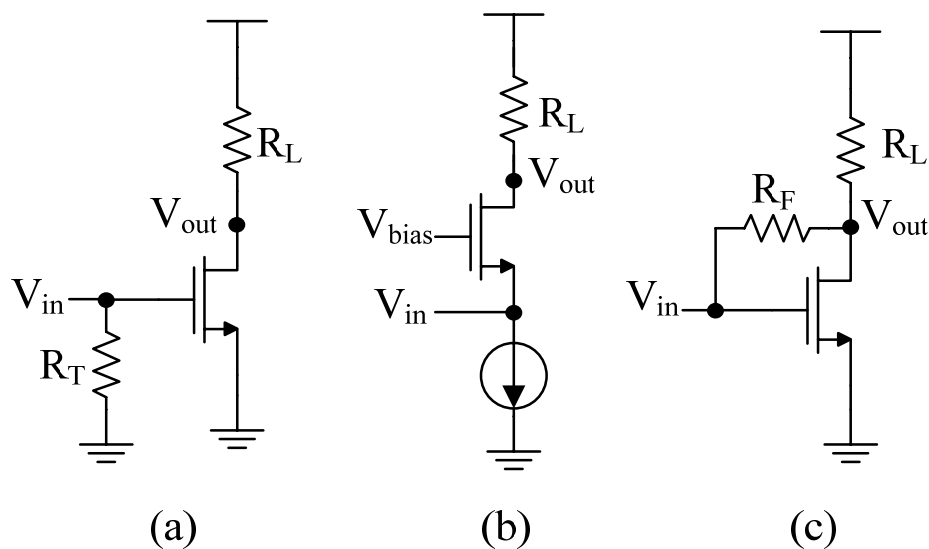 R_L
V_out
V_in
R_T
(a)
R_L
V_out
V_bias
V_in
(b)
R_L
R_F
V_out
V_in
(c)